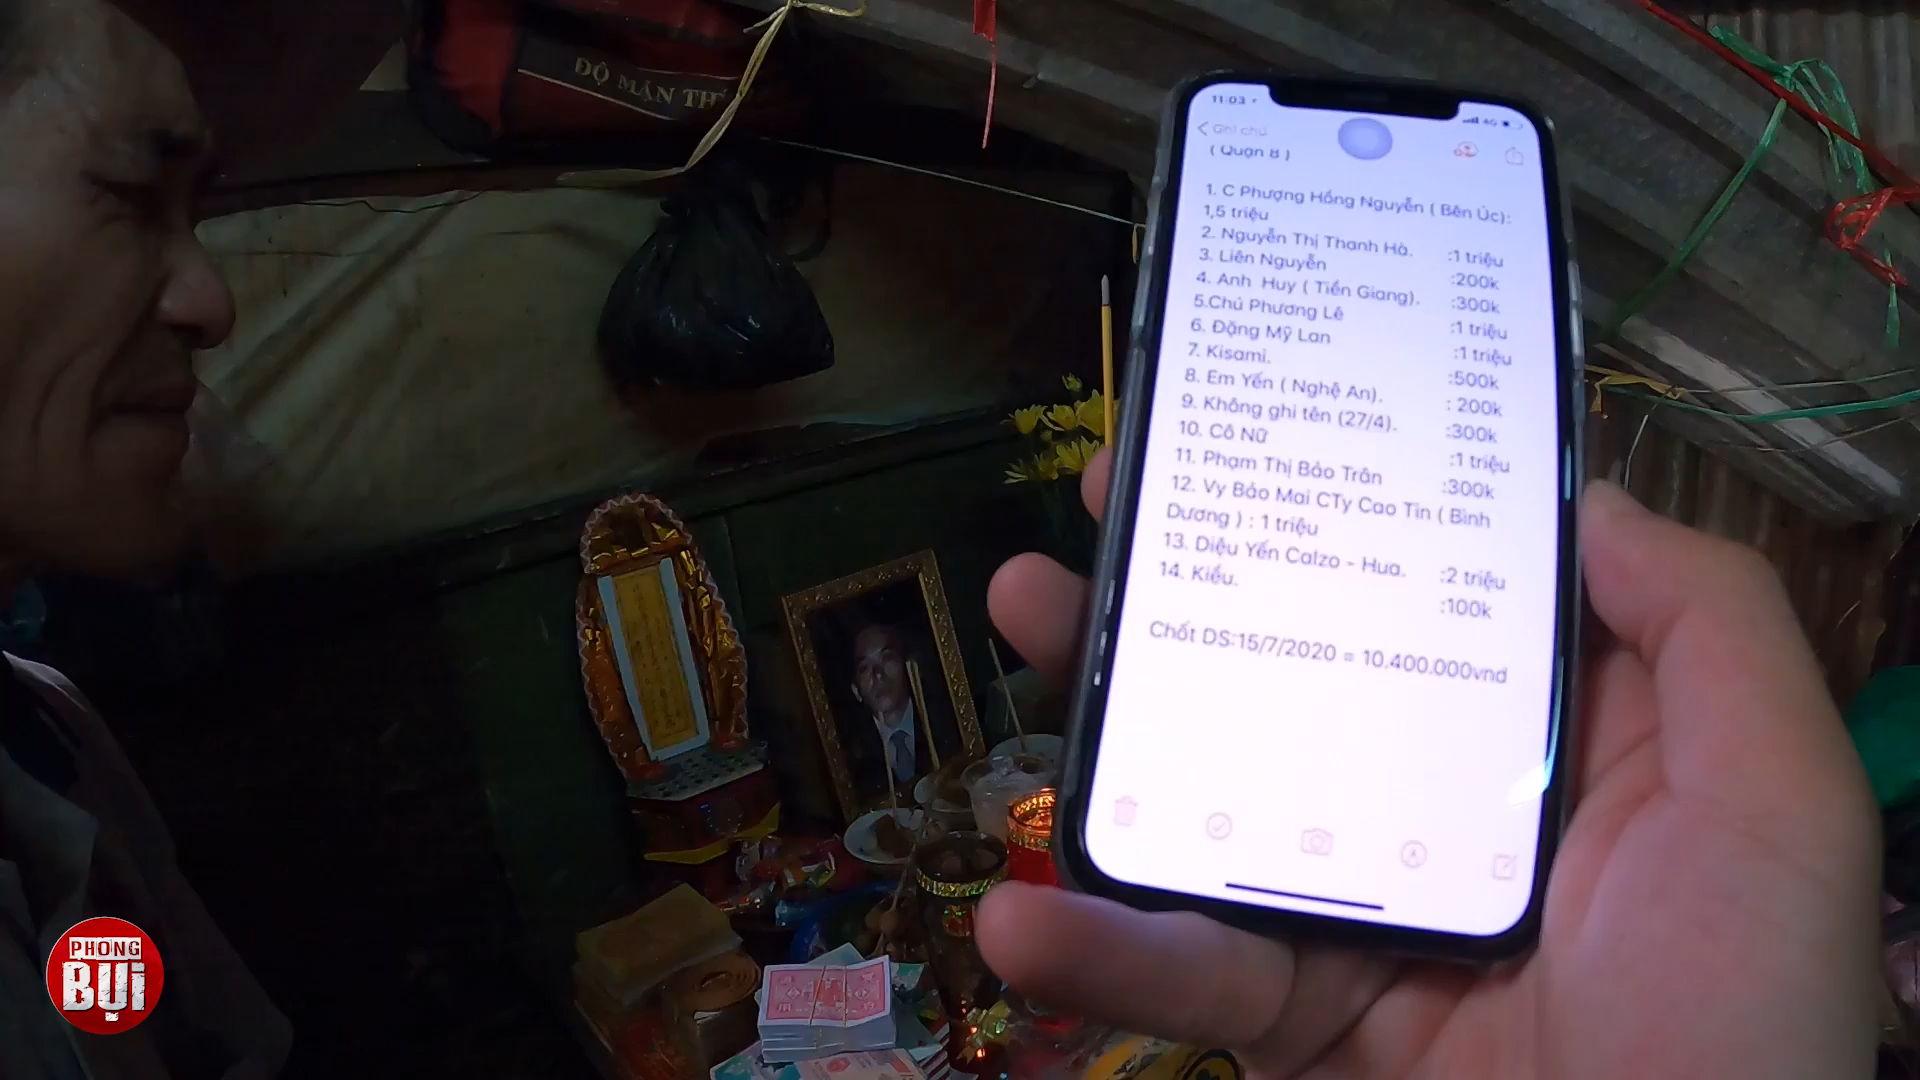 ĐỘ MẶN TH
11:03
4G
Ghi chú
( Quận 8 )
1. C Phượng Hồng Nguyễn ( Bên Úc):
1,5 triệu
2. Nguyễn Thị Thanh Hà. :1 triệu
3. Liên Nguyễn :200k
4. Anh Huy ( Tiền Giang). :300k
5.Chú Phương Lê :1 triệu
6. Đặng Mỹ Lan :1 triệu
7. Kisami. :500k
8. Em Yến ( Nghệ An). : 200k
9. Không ghi tên (27/4). :300k
10. Cô Nữ :1 triệu
11. Phạm Thị Bảo Trân :300k
12. Vy Bảo Mai CTy Cao Tín ( Bình
Dương ) : 1 triệu
13. Diệu Yến Calzo - Hua. :2 triệu
14. Kiều. :100k
Chốt DS:15/7/2020 = 10.400.000vnd
PHONG
BỤi